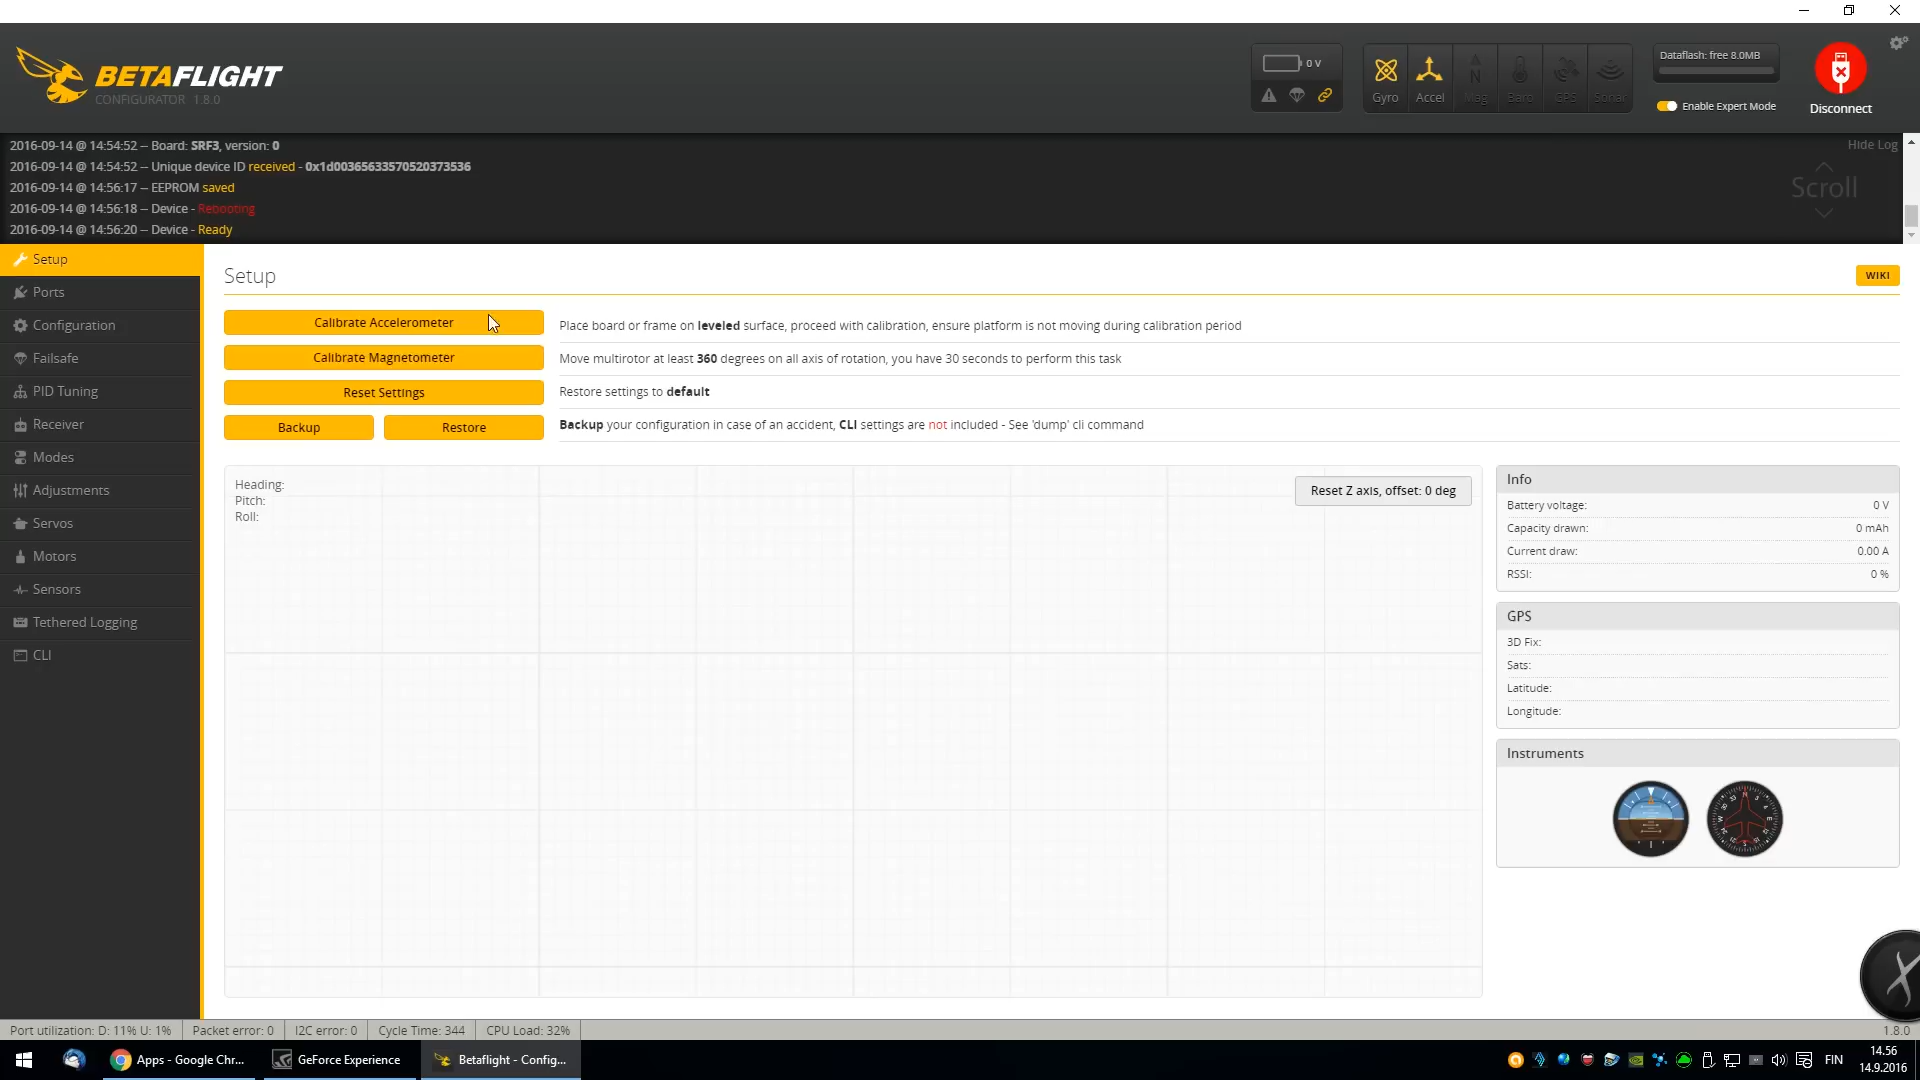 BETAFLIGHT
CONFIGURATOR 1.8.0
0 V
Gyro
Accel
Mag
Baro
GPS
Sonar
Dataflash: free 8.0MB
Enable Expert Mode
Disconnect
2016-09-14 @ 14:54:52 -- Board: SRF3, version: 0
2016-09-14 @ 14:54:52 -- Unique device ID received - 0x1d00365633570520373536
2016-09-14 @ 14:56:17 -- EEPROM saved
2016-09-14 @ 14:56:18 -- Device - Rebooting
2016-09-14 @ 14:56:20 -- Device - Ready
Hide Log
Scroll
Setup
Ports
Configuration
Failsafe
PID Tuning
Receiver
Modes
Adjustments
Servos
Motors
Sensors
Tethered Logging
CLI
Setup
WIKI
Calibrate Accelerometer
Place board or frame on leveled surface, proceed with calibration, ensure platform is not moving during calibration period
Calibrate Magnetometer
Move multirotor at least 360 degrees on all axis of rotation, you have 30 seconds to perform this task
Reset Settings
Restore settings to default
Backup
Restore
Backup your configuration in case of an accident, CLI settings are not included - See 'dump' cli command
Heading:
Pitch:
Roll:
Reset Z axis, offset: 0 deg
Info
Battery voltage: 0 V
Capacity drawn: 0 mAh
Current draw: 0.00 A
RSSI: 0 %
GPS
3D Fix:
Sats:
Latitude:
Longitude:
Instruments
Port utilization: D: 11% U: 1%
Packet error: 0
I2C error: 0
Cycle Time: 344
CPU Load: 32%
1.8.0
Apps - Google Chr...
GeForce Experience
Betaflight - Config...
FIN
14.56
14.9.2016